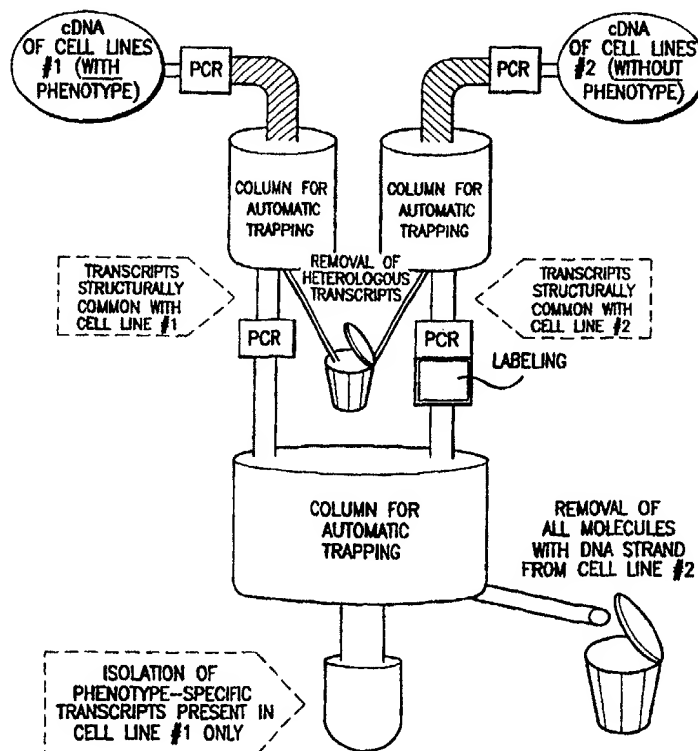 cDNA
OF CELL LINES
#1 (WITH
PHENOTYPE)
PCR
PCR
cDNA
OF CELL LINES
#2 (WITHOUT
PHENOTYPE)
COLUMN FOR
AUTOMATIC
TRAPPING
COLUMN FOR
AUTOMATIC
TRAPPING
REMOVAL OF
HETEROLOGOUS
TRANSCRIPTS
TRANSCRIPTS
STRUCTURALLY
COMMON WITH
CELL LINE #1
TRANSCRIPTS
STRUCTURALLY
COMMON WITH
CELL LINE #2
PCR
PCR
LABELING
COLUMN FOR
AUTOMATIC
TRAPPING
REMOVAL OF
ALL MOLECULES
WITH DNA STRAND
FROM CELL LINE #2
ISOLATION OF
PHENOTYPE-SPECIFIC
TRANSCRIPTS PRESENT IN
CELL LINE #1 ONLY